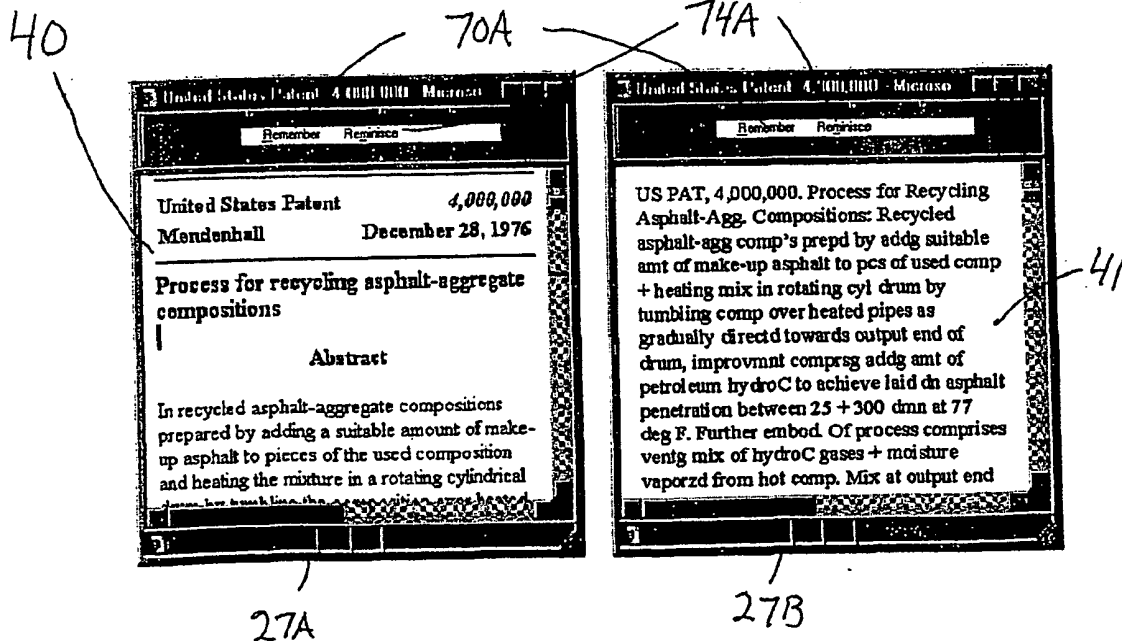 40
70A
74A
United States Patent 4,000,000 - Microso
Remember Reminisce
United States Patent 4,000,000
Mendenhall December 28, 1976
Process for recycling asphalt-aggregate
compositions
Abstract
In recycled asphalt-aggregate compositions
prepared by adding a suitable amount of make-
up asphalt to pieces of the used composition
and heating the mixture in a rotating cylindrical
27A
United States Patent 4,000,000 - Microso
Remember Reminisce
US PAT, 4,000,000. Process for Recycling
Asphalt-Agg. Compositions: Recycled
asphalt-agg comp's prepd by addg suitable
amt of make-up asphalt to pcs of used comp
+ heating mix in rotating cyl drum by
tumbling comp over heated pipes as
gradually directd towards output end of
drum, improvmnt comprsg addg amt of
petroleum hydroC to achieve laid dn asphalt
penetration between 25 + 300 dmn at 77
deg F. Further embod. Of process comprises
ventg mix of hydroC gases + moisture
vaporzd from hot comp. Mix at output end
41
27B